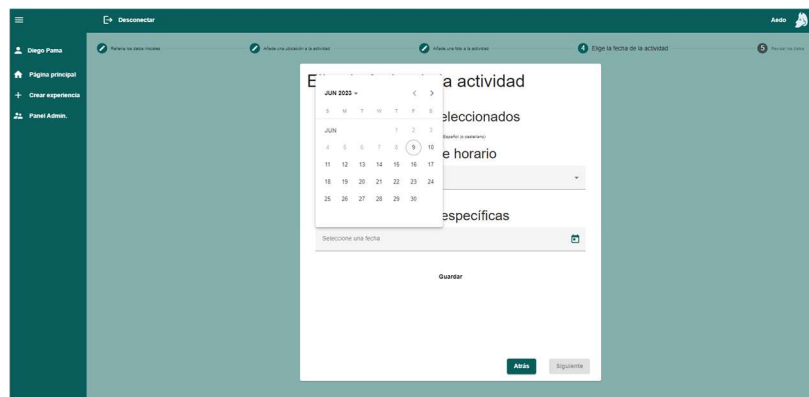 Desconectar
Aedo
Diego Pama
Página principal
Crear experiencia
Panel Admin.
Rellena los datos iniciales
Añade una ubicación a la actividad
Añade una foto a la actividad
4 Elige la fecha de la actividad
5 Revisar los datos
a actividad
JUN 2023
S M T W T F S
JUN 1 2 3
4 5 6 7 8 9 10
11 12 13 14 15 16 17
18 19 20 21 22 23 24
25 26 27 28 29 30
eleccionados
Español (o castellano)
e horario
específicas
Seleccione una fecha
Guardar
Atrás
Siguiente